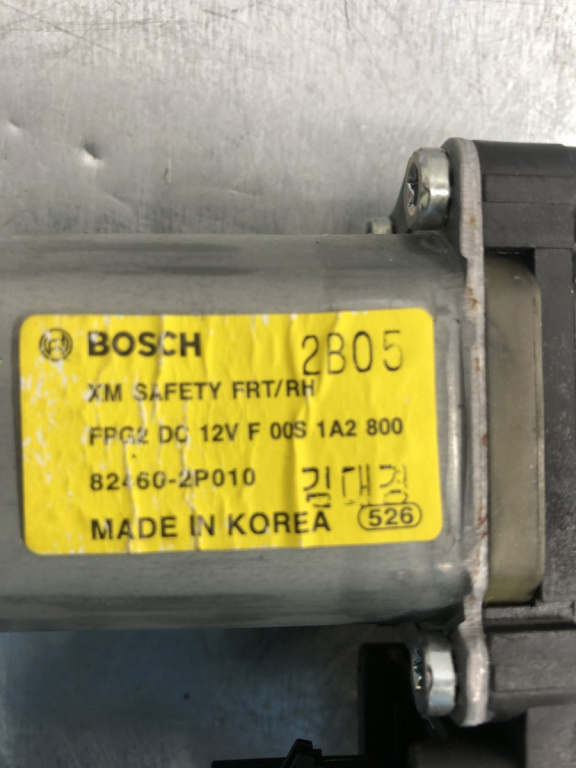 BOSCH 2B05
XM SAFETY FRT/RH
FPG2 DC 12V F 00S 1A2 800
82460-2P010 김대정
MADE IN KOREA 526